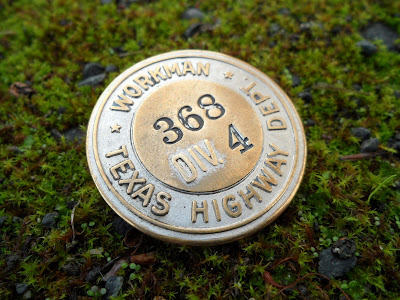 WORKMAN
368
DIV. 4
TEXAS HIGHWAY DEPT.